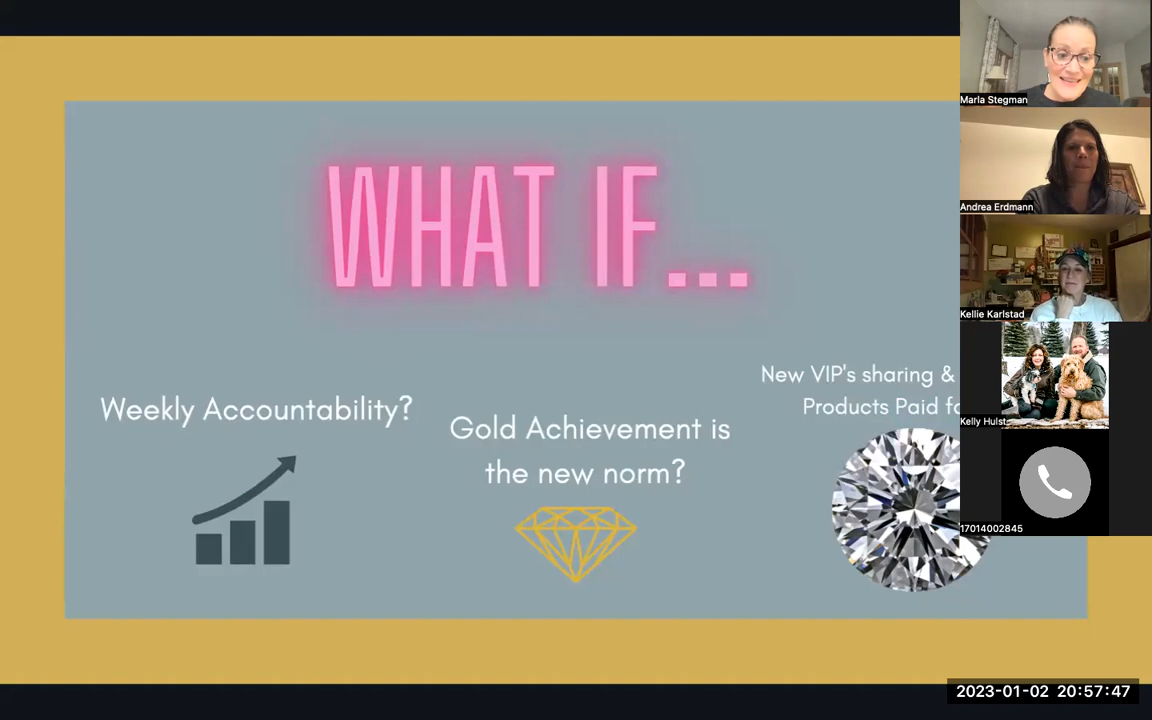 WHAT IF...
Weekly Accountability?
Gold Achievement is
the new norm?
New VIP's sharing &
Products Paid
Marla Stegman
Andrea Erdmann
Kellie Karlstad
Kelly Hulst
17014002845
2023-01-02 20:57:47